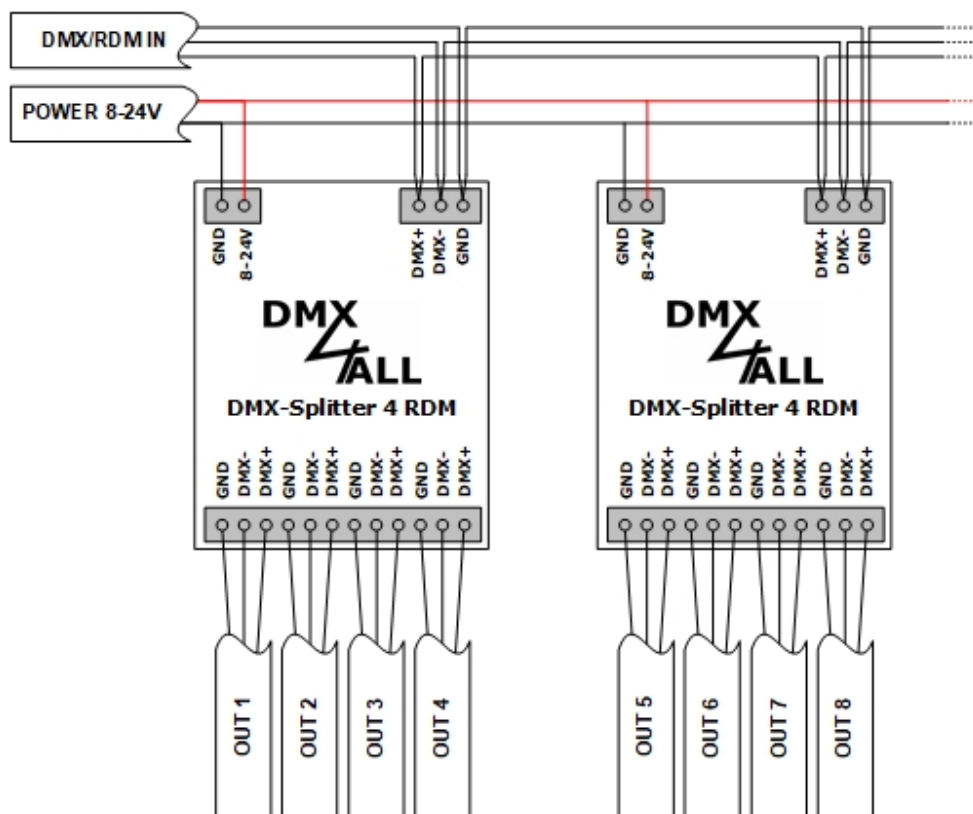 DMX/RDM IN
POWER 8-24V
GND
8-24V
DMX+
DMX-
GND
GND
8-24V
DMX+
DMX-
GND
DMX
4
ALL
DMX-Splitter 4 RDM
DMX
4
ALL
DMX-Splitter 4 RDM
GND
DMX-
DMX+
GND
DMX-
DMX+
GND
DMX-
DMX+
GND
DMX-
DMX+
GND
DMX-
DMX+
GND
DMX-
DMX+
GND
DMX-
DMX+
GND
DMX-
DMX+
OUT 1
OUT 2
OUT 3
OUT 4
OUT 5
OUT 6
OUT 7
OUT 8